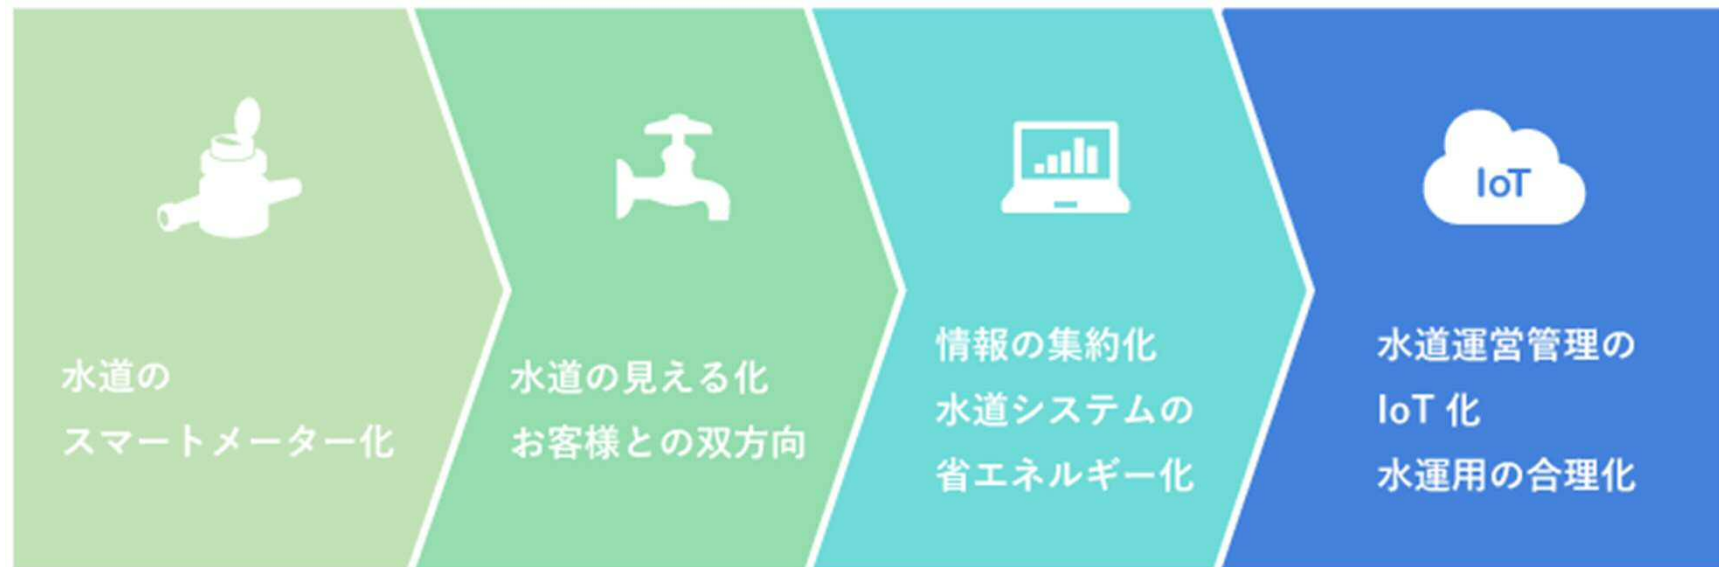 水道の
スマートメーター化
水道の見える化
お客様との双方向
情報の集約化
水道システムの
省エネルギー化
IoT
水道運営管理の
IoT 化
水運用の合理化